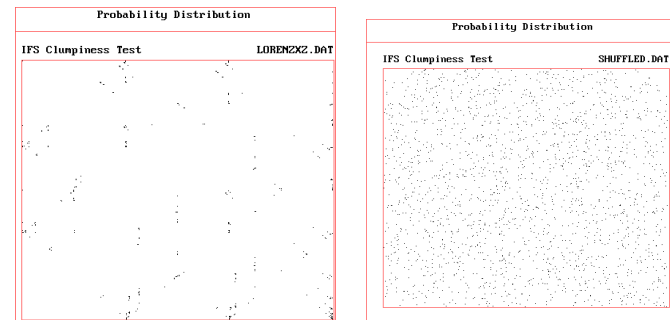 Probability Distribution
IFS Clumpiness Test LORENZXZ.DAT
Probability Distribution
IFS Clumpiness Test SHUFFLED.DAT